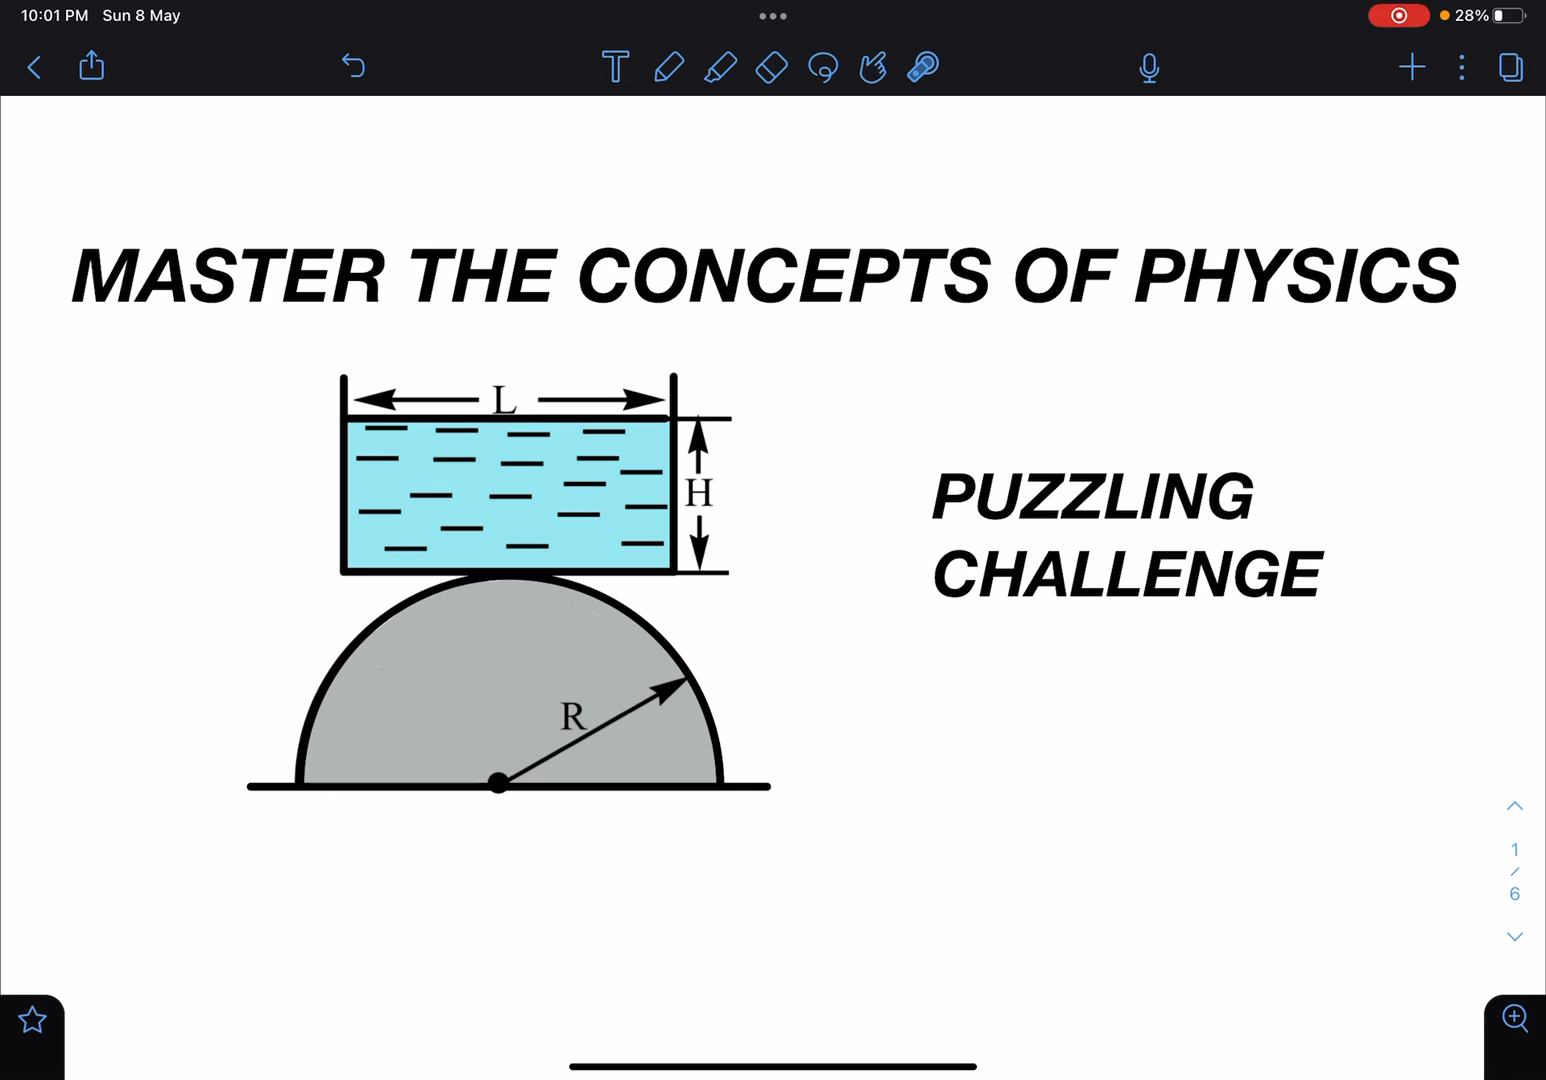 10:01 PM Sun 8 May
28%
MASTER THE CONCEPTS OF PHYSICS
L
H
PUZZLING
CHALLENGE
R
1
/
6